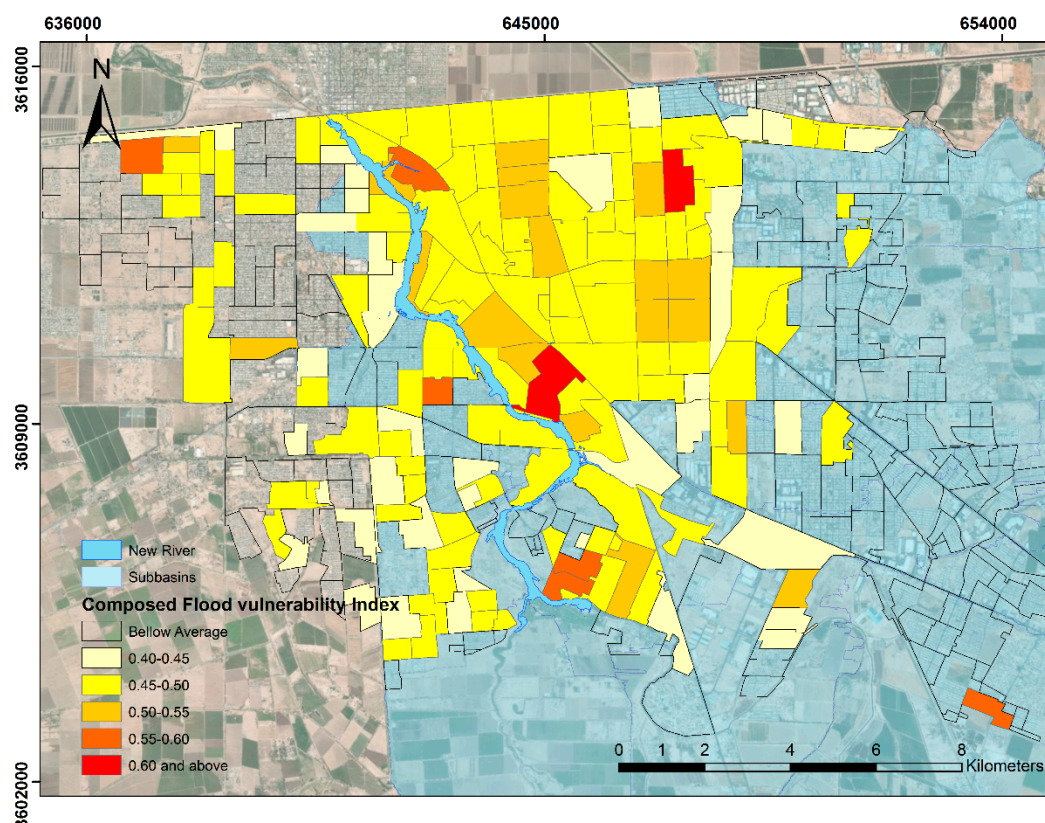 636000 645000 654000
3616000
N
3609000
3602000
New River
Subbasins
Composed Flood vulnerability Index
Bellow Average
0.40-0.45
0.45-0.50
0.50-0.55
0.55-0.60
0.60 and above
0 1 2 4 6 8
Kilometers